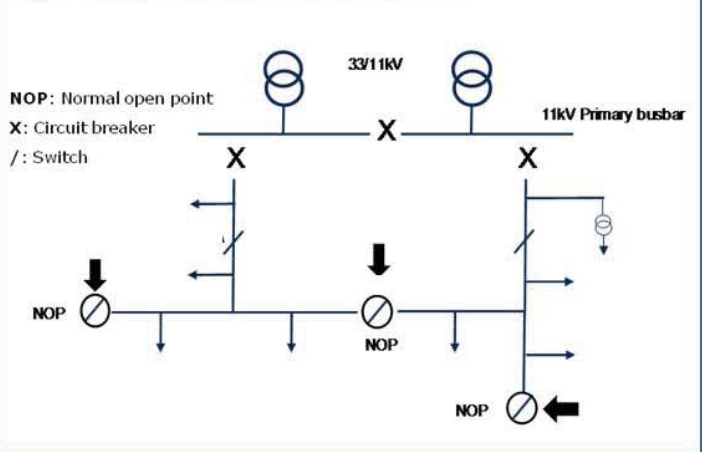 33/11kV
NOP: Normal open point
X: Circuit breaker
/: Switch
11kV Primary busbar
X
X
X
NOP
NOP
NOP